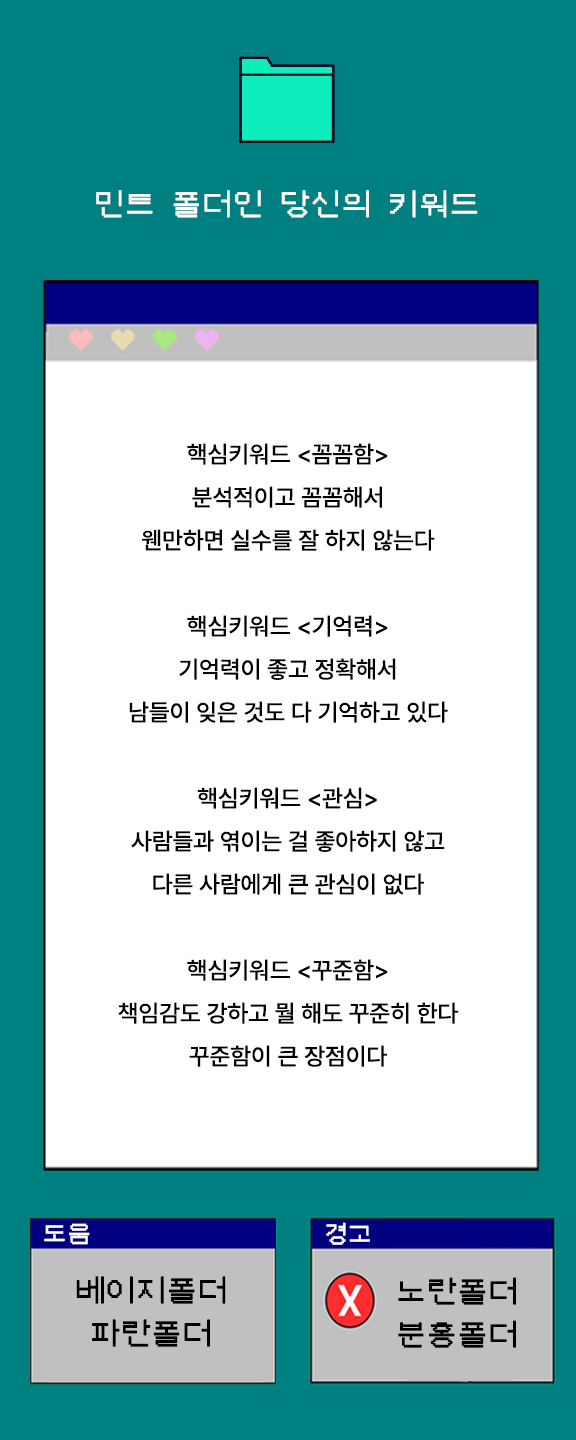 민트 폴더인 당신의 키워드
핵심키워드 <꼼꼼함>
분석적이고 꼼꼼해서
웬만하면 실수를 잘 하지 않는다
핵심키워드 <기억력>
기억력이 좋고 정확해서
남들이 잊은 것도 다 기억하고 있다
핵심키워드 <관심>
사람들과 엮이는 걸 좋아하지 않고
다른 사람에게 큰 관심이 없다
핵심키워드 <꾸준함>
책임감도 강하고 뭘 해도 꾸준히 한다
꾸준함이 큰 장점이다
도움
베이지폴더
파란폴더
경고
X
노란폴더
분홍폴더